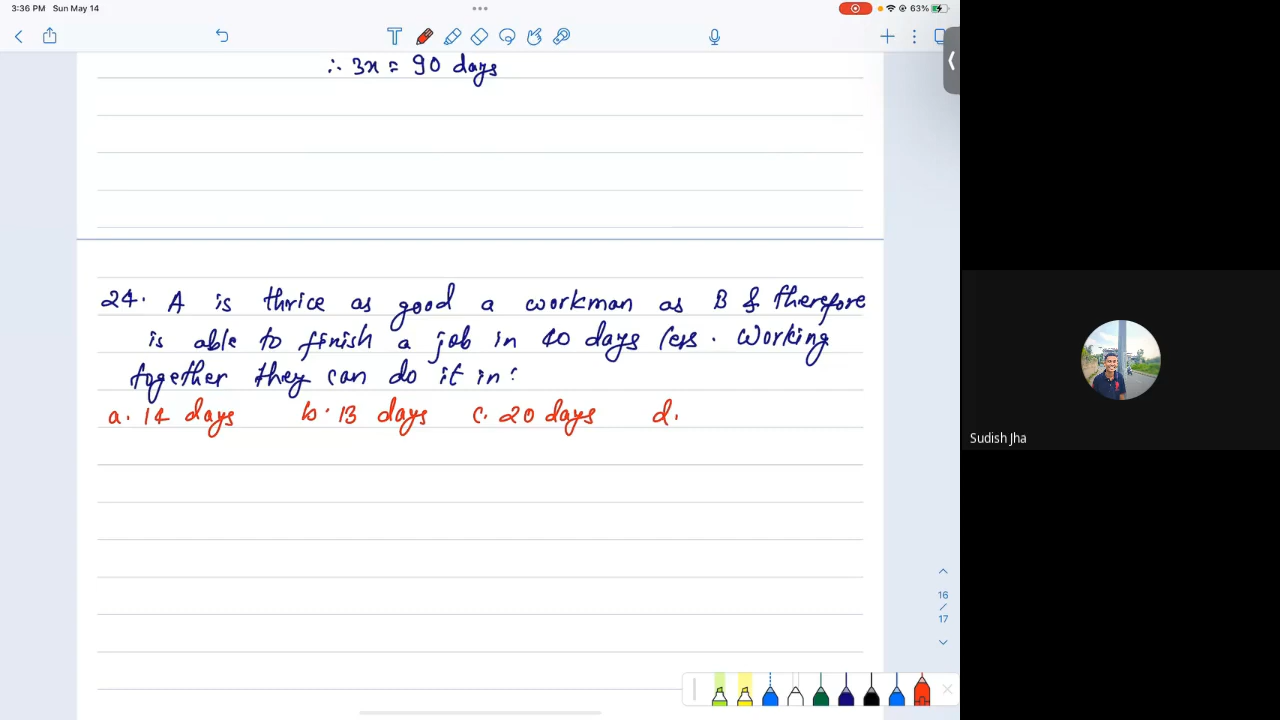 3:36 PM Sun May 14
63%
∴ 3x = 90 days
24. A is thrice as good a workman as B & therefore
is able to finish a job in 40 days less. Working
together they can do it in:
a. 14 days b. 13 days c. 20 days d.
Sudish Jha
16
/
17